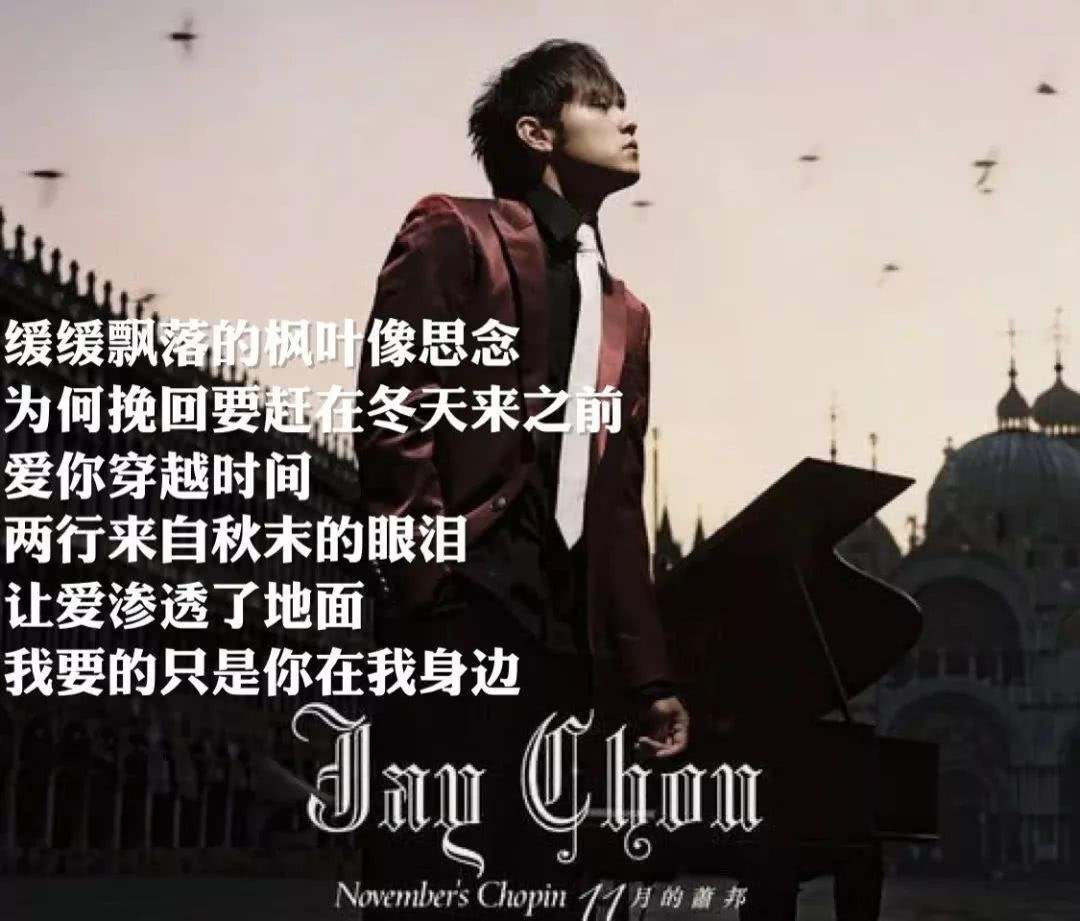 缓缓飘落的枫叶像思念
为何挽回要赶在冬天来之前
爱你穿越时间
两行来自秋末的眼泪
让爱渗透了地面
我要的只是你在我身边
Jay Chou
November's Chopin 11月的蕭邦